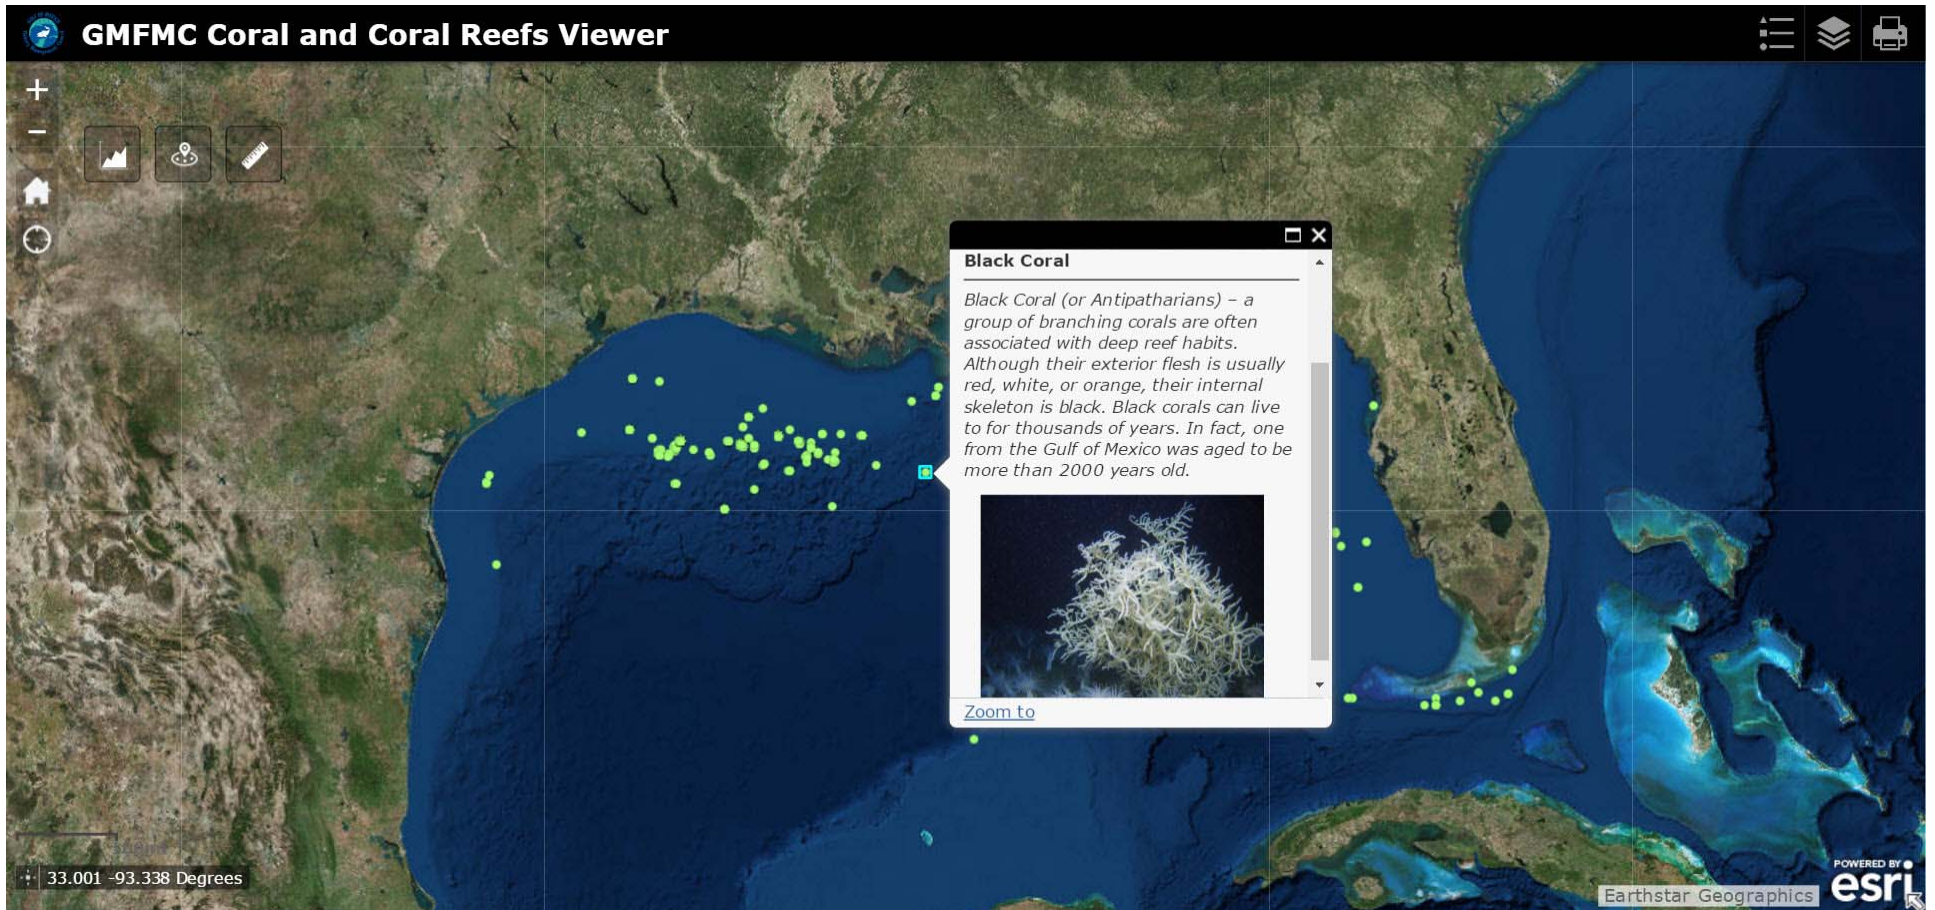 GMFMC Coral and Coral Reefs Viewer
Black Coral
Black Coral (or Antipatharians) – a
group of branching corals are often
associated with deep reef habits.
Although their exterior flesh is usually
red, white, or orange, their internal
skeleton is black. Black corals can live
to for thousands of years. In fact, one
from the Gulf of Mexico was aged to be
more than 2000 years old.
Zoom to
33.001 -93.338 Degrees
Earthstar Geographics
POWERED BY
esri